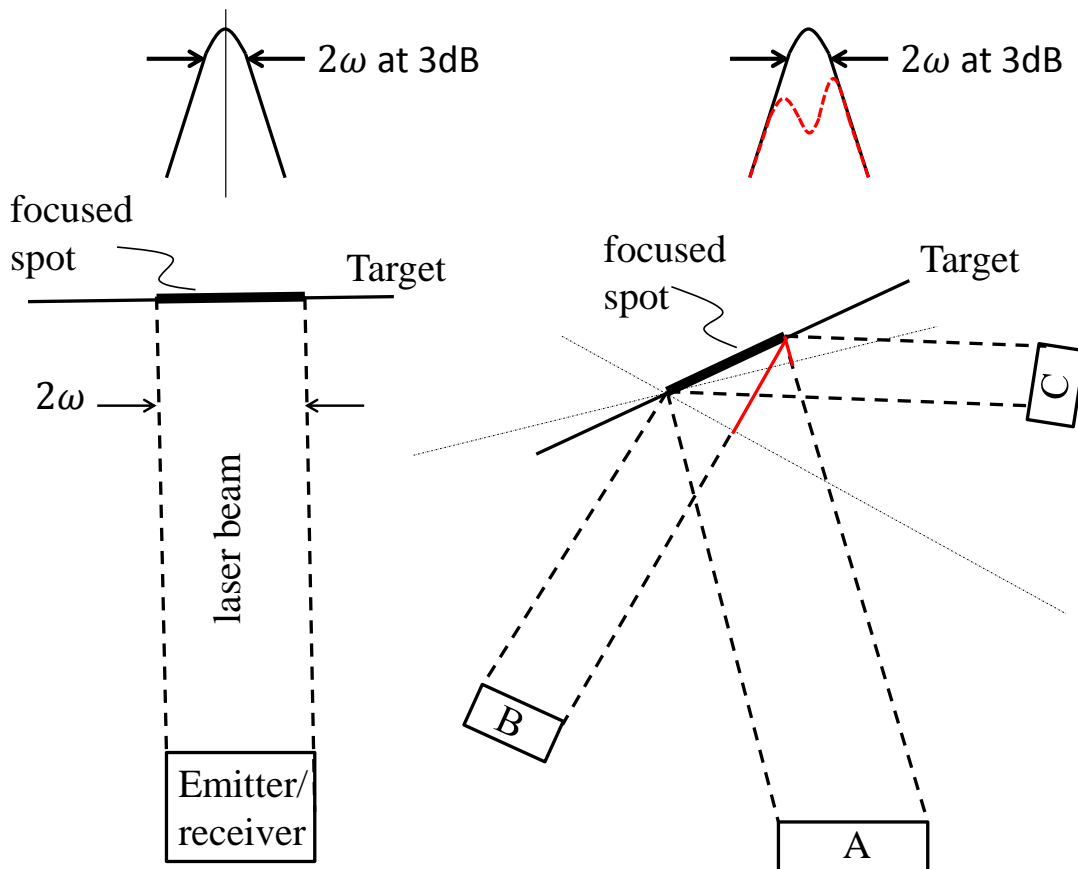 2ω at 3dB
2ω at 3dB
focused
spot
Target
focused
spot
Target
2ω
laser beam
C
B
Emitter/
receiver
A